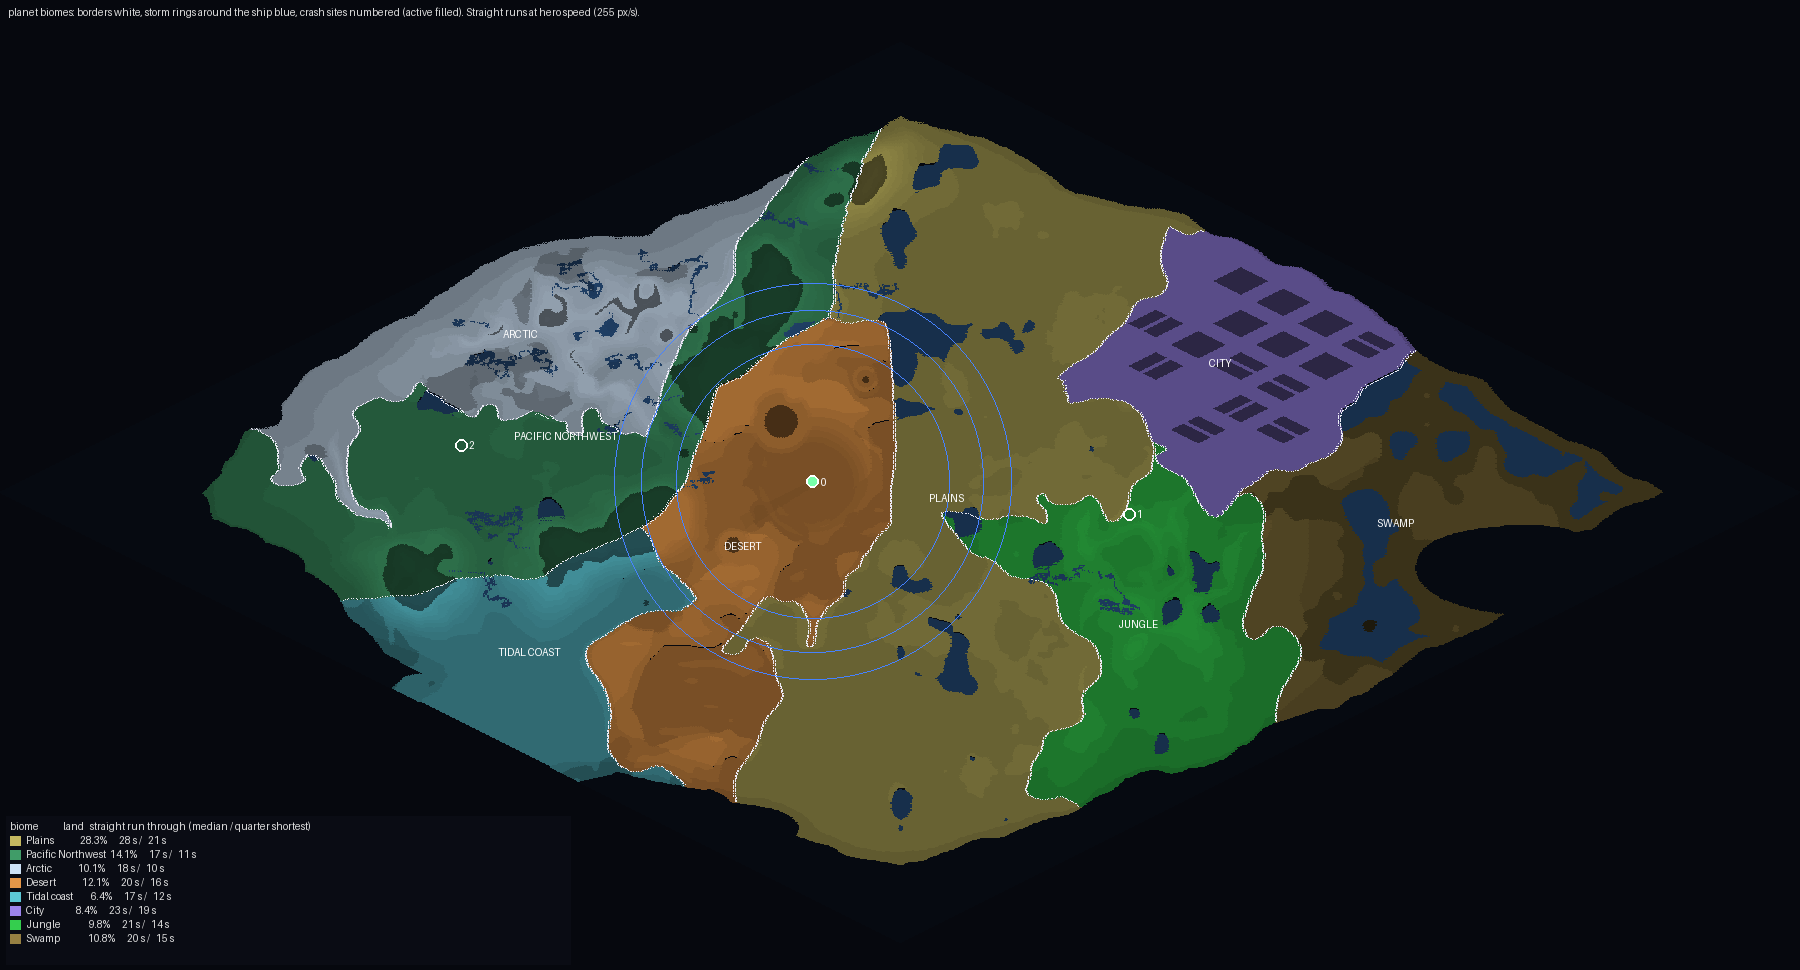 planet biomes: borders white, storm rings around the ship blue, crash sites numbered (active filled). Straight runs at hero speed (255 px/s).
ARCTIC
CITY
PACIFIC NORTHWEST
2
0
PLAINS
1
SWAMP
DESERT
JUNGLE
TIDAL COAST
biome land straight run through (median / quarter shortest)
Plains 28.3% 28 s / 21 s
Pacific Northwest 14.1% 17 s / 11 s
Arctic 10.1% 18 s / 10 s
Desert 12.1% 20 s / 16 s
Tidal coast 6.4% 17 s / 12 s
City 8.4% 23 s / 19 s
Jungle 9.8% 21 s / 14 s
Swamp 10.8% 20 s / 15 s